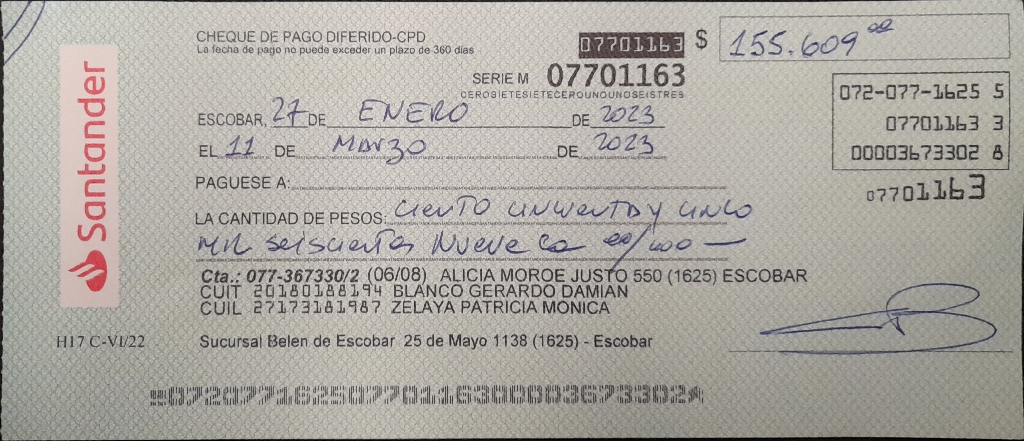 Santander
CHEQUE DE PAGO DIFERIDO-CPD
La fecha de pago no puede exceder un plazo de 360 días
07701163 $ 155.609 00
SERIE M 07701163
CEROSIETESIETECEROUNOUNOSEISTRES
072-077-1625 5
07701163 3
00003673302 8
07701163
ESCOBAR, 27 DE ENERO DE 2023
EL 11 DE MARZO DE 2023
PAGUESE A:
LA CANTIDAD DE PESOS: Ciento cincuenta y cinco
mil seiscientos nueve co 00/100 —
Cta.: 077-367330/2 (06/08) ALICIA MOROE JUSTO 550 (1625) ESCOBAR
CUIT 20180188194 BLANCO GERARDO DAMIAN
CUIL 27173181987 ZELAYA PATRICIA MONICA
H17 C-VI/22
Sucursal Belen de Escobar 25 de Mayo 1138 (1625) - Escobar
07207716250770116300003673302